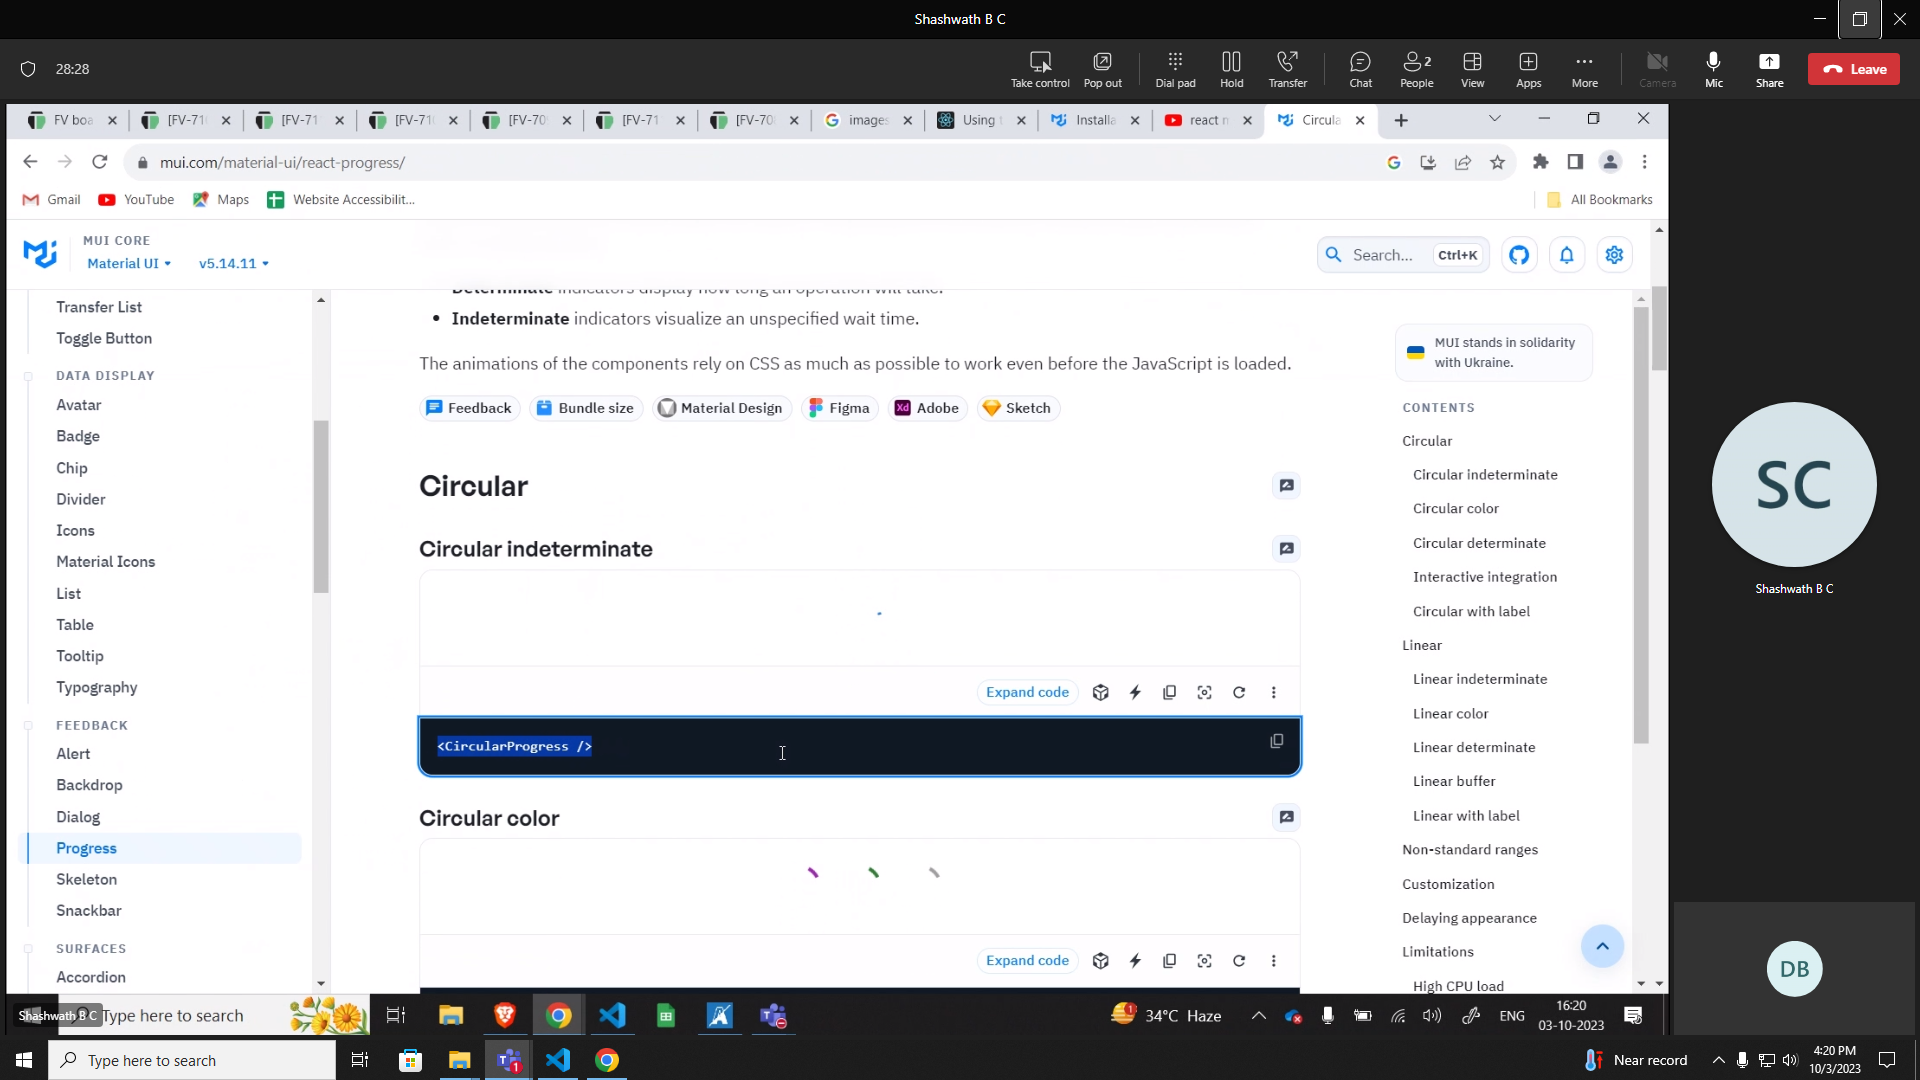 Shashwath B C
28:28
Take control
Pop out
Dial pad
Hold
Transfer
Chat
2
People
View
Apps
More
Camera
Mic
Share
Leave
FV boa
[FV-71
[FV-71
[FV-71
[FV-70
[FV-71
[FV-70
images
Using t
Installa
react n
Circula
mui.com/material-ui/react-progress/
Gmail
YouTube
Maps
Website Accessibilit...
All Bookmarks
MUI CORE
Material UI
v5.14.11
Search...
Ctrl+K
Transfer List
Toggle Button
DATA DISPLAY
Avatar
Badge
Chip
Divider
Icons
Material Icons
List
Table
Tooltip
Typography
FEEDBACK
Alert
Backdrop
Dialog
Progress
Skeleton
Snackbar
SURFACES
Accordion
Determinate indicators display how long an operation will take.
• Indeterminate indicators visualize an unspecified wait time.
The animations of the components rely on CSS as much as possible to work even before the JavaScript is loaded.
Feedback
Bundle size
Material Design
Figma
Xd
Adobe
Sketch
Circular
Circular indeterminate
Expand code
<CircularProgress />
Circular color
Expand code
MUI stands in solidarity
with Ukraine.
CONTENTS
Circular
Circular indeterminate
Circular color
Circular determinate
Interactive integration
Circular with label
Linear
Linear indeterminate
Linear color
Linear determinate
Linear buffer
Linear with label
Non-standard ranges
Customization
Delaying appearance
Limitations
High CPU load
SC
Shashwath B C
DB
Shashwath B C
Type here to search
1
34°C Haze
ENG
16:20
03-10-2023
Type here to search
1
Near record
4:20 PM
10/3/2023